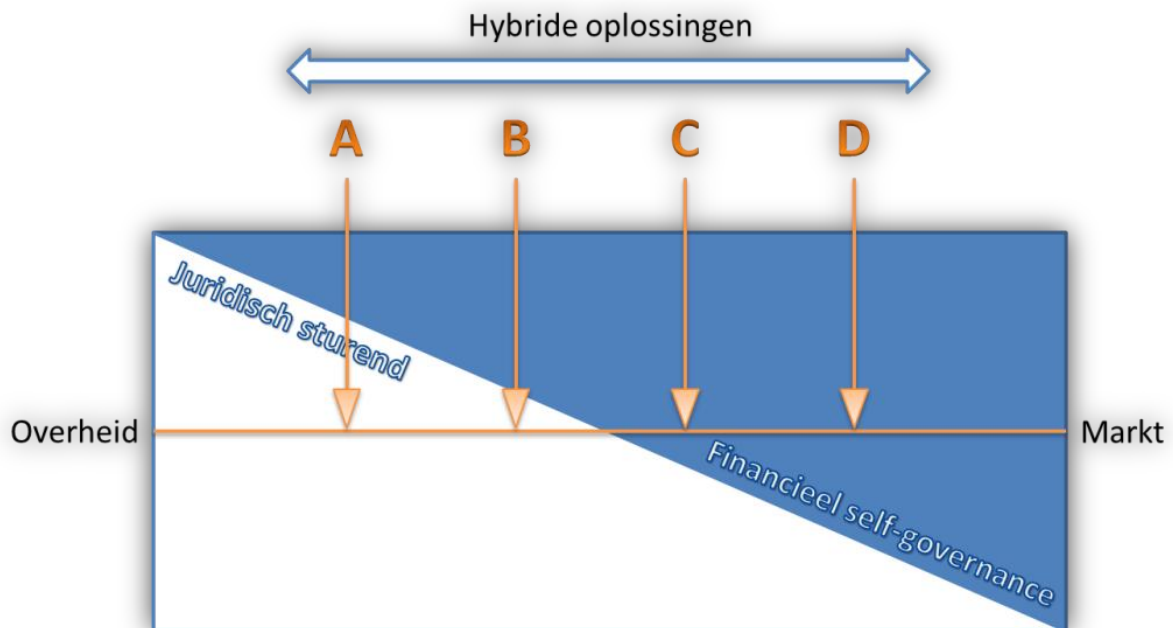 Hybride oplossingen
A B C D
Juridisch sturend
Overheid
Markt
Financieel self-governance